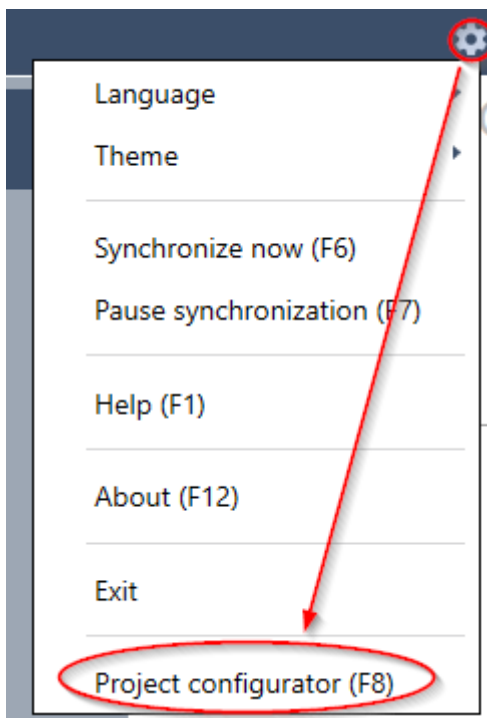 Language
Theme
Synchronize now (F6)
Pause synchronization (F7)
Help (F1)
About (F12)
Exit
Project configurator (F8)